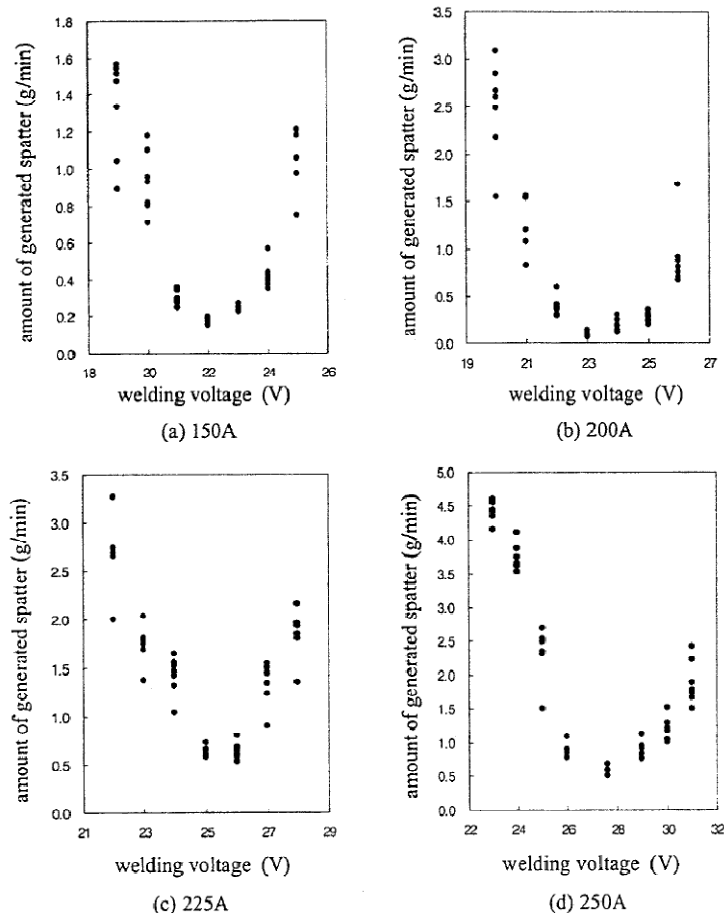 amount of generated spatter (g/min)
1.8
1.6
1.4
1.2
1.0
0.8
0.6
0.4
0.2
0.0
18 20 22 24 26
welding voltage (V)
(a) 150A
amount of generated spatter (g/min)
3.5
3.0
2.5
2.0
1.5
1.0
0.5
0.0
19 21 23 25 27
welding voltage (V)
(b) 200A
amount of generated spatter (g/min)
3.5
3.0
2.5
2.0
1.5
1.0
0.5
0.0
21 23 25 27 29
welding voltage (V)
(c) 225A
amount of generated spatter (g/min)
5.0
4.5
4.0
3.5
3.0
2.5
2.0
1.5
1.0
0.5
0.0
22 24 26 28 30 32
welding voltage (V)
(d) 250A